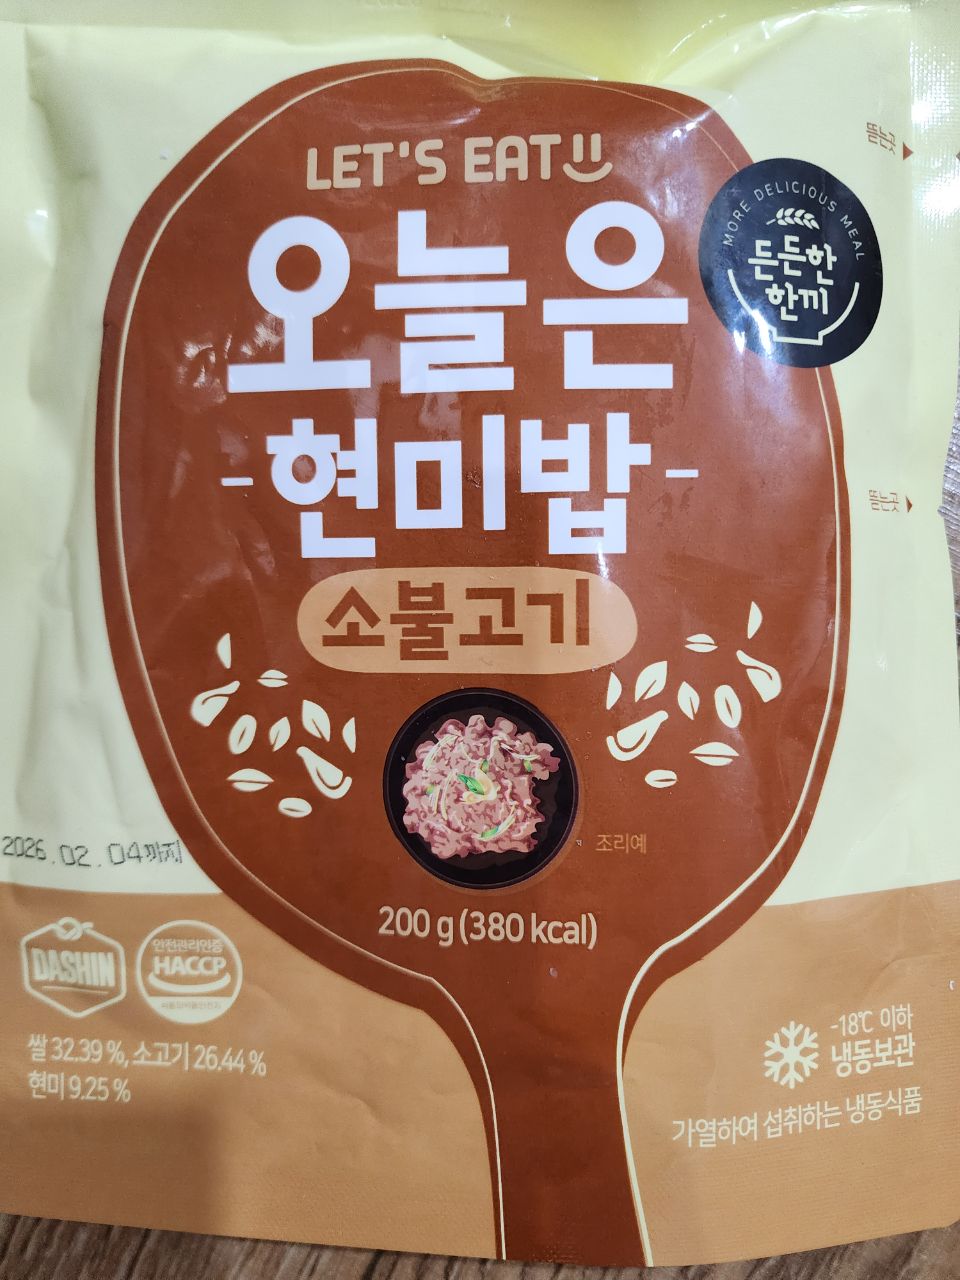 LET'S EAT
MORE DELICIOUS MEAL
든든한
한끼
뜯는곳
오늘은
현미밥
뜯는곳
소불고기
조리예
2026.02.04까지
200 g (380 kcal)
DASHIN
안전관리인증
HACCP
쌀 32.39 %, 소고기 26.44 %
현미 9.25 %
-18℃ 이하
냉동보관
가열하여 섭취하는 냉동식품